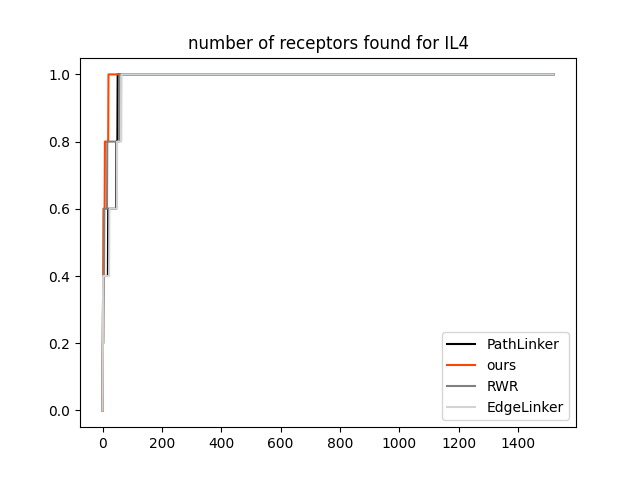 number of receptors found for IL4
1.0
0.8
0.6
0.4
0.2
0.0
0 200 400 600 800 1000 1200 1400
PathLinker
ours
RWR
EdgeLinker